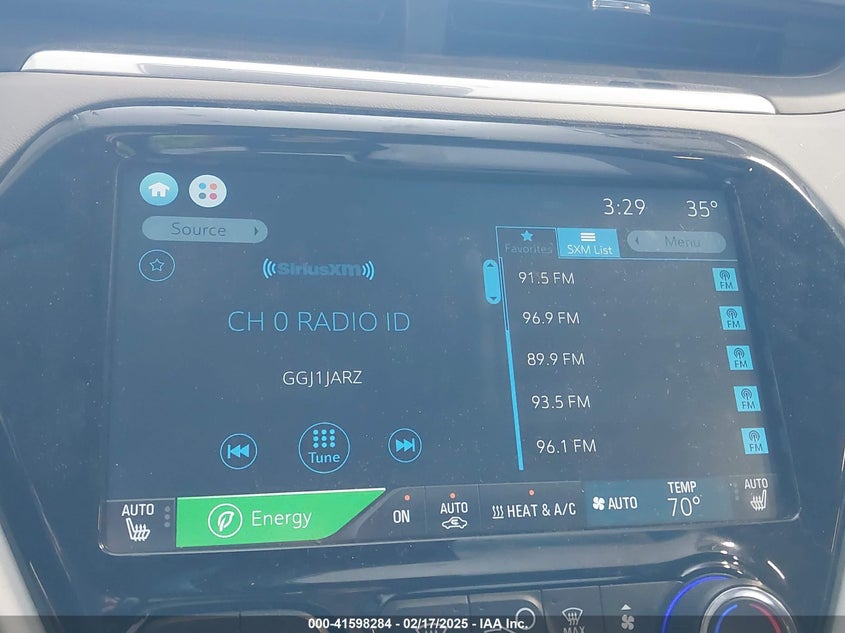 3:29 35°
Source
Favorites SXM List Menu
((SiriusXM))
CH 0 RADIO ID
GGJ1JARZ
91.5 FM FM
96.9 FM FM
89.9 FM FM
93.5 FM FM
96.1 FM FM
Tune
AUTO Energy ON AUTO HEAT & A/C AUTO TEMP 70° AUTO
MAX
000-41598284 - 02/17/2025 - IAA Inc.